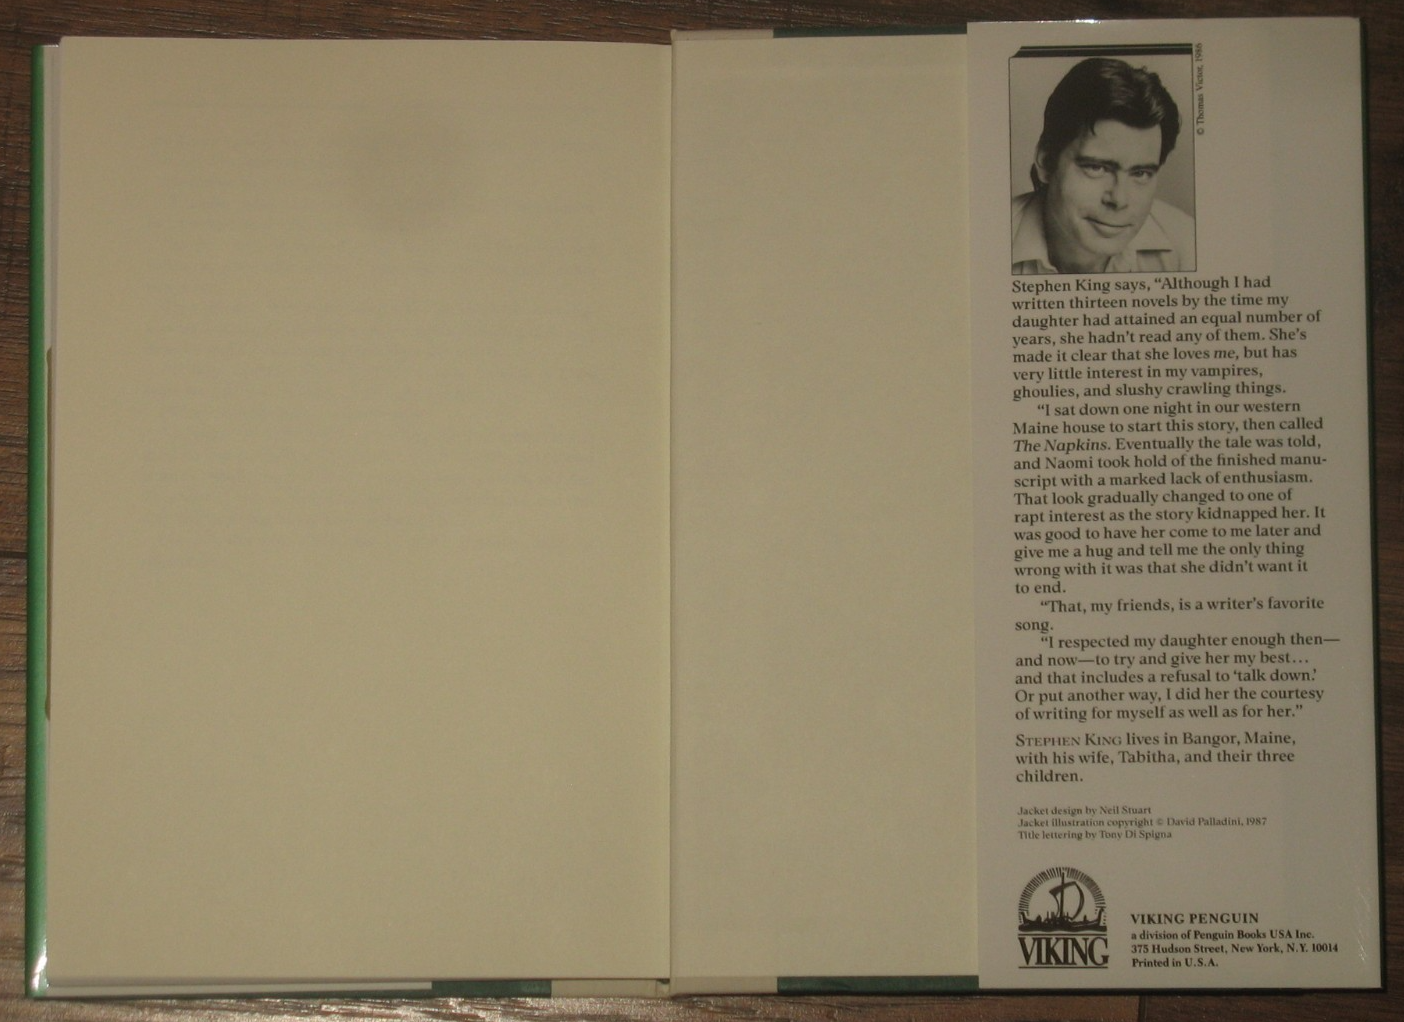 © Thomas Victor, 1986
Stephen King says, “Although I had
written thirteen novels by the time my
daughter had attained an equal number of
years, she hadn’t read any of them. She’s
made it clear that she loves me, but has
very little interest in my vampires,
ghoulies, and slushy crawling things.
“I sat down one night in our western
Maine house to start this story, then called
The Napkins. Eventually the tale was told,
and Naomi took hold of the finished manu-
script with a marked lack of enthusiasm.
That look gradually changed to one of
rapt interest as the story kidnapped her. It
was good to have her come to me later and
give me a hug and tell me the only thing
wrong with it was that she didn’t want it
to end.
“That, my friends, is a writer’s favorite
song.
“I respected my daughter enough then—
and now—to try and give her my best...
and that includes a refusal to ‘talk down.’
Or put another way, I did her the courtesy
of writing for myself as well as for her.”
STEPHEN KING lives in Bangor, Maine,
with his wife, Tabitha, and their three
children.
Jacket design by Neil Stuart
Jacket illustration copyright © David Palladini, 1987
Title lettering by Tony Di Spigna
VIKING
VIKING PENGUIN
a division of Penguin Books USA Inc.
375 Hudson Street, New York, N.Y. 10014
Printed in U.S.A.